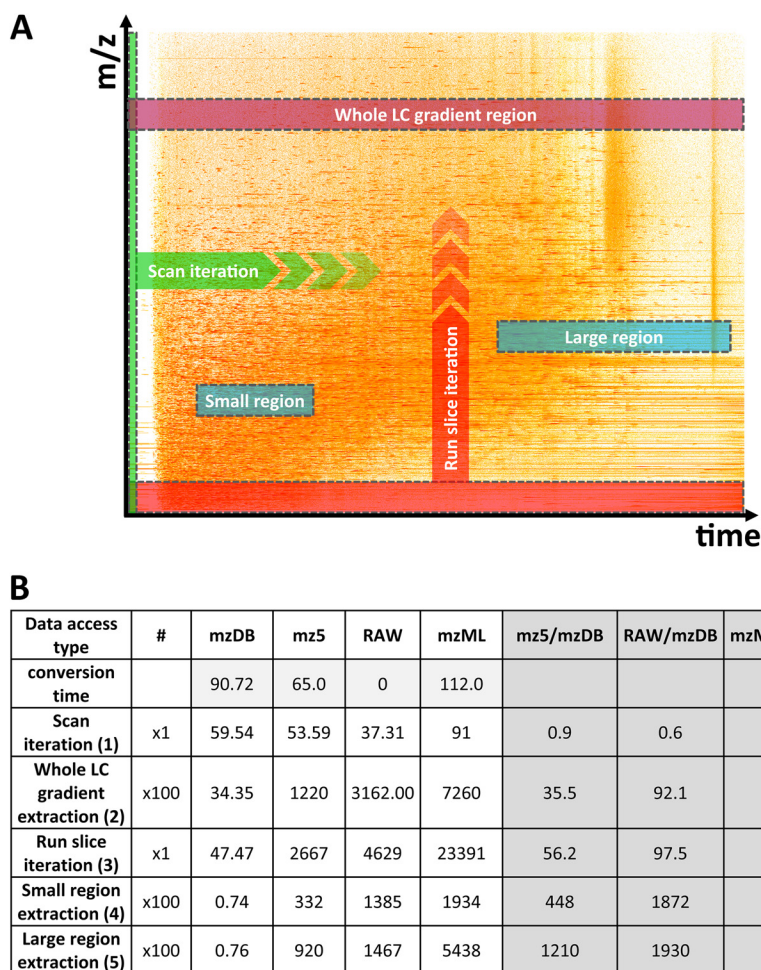 A
m/z
Whole LC gradient region
Scan iteration
Large region
Small region
Run slice iteration
time
B
Data access type # mzDB mz5 RAW mzML mz5/mzDB RAW/mzDB
conversion time 90.72 65.0 0 112.0
Scan iteration (1) x1 59.54 53.59 37.31 91 0.9 0.6
Whole LC gradient extraction (2) x100 34.35 1220 3162.00 7260 35.5 92.1
Run slice iteration (3) x1 47.47 2667 4629 23391 56.2 97.5
Small region extraction (4) x100 0.74 332 1385 1934 448 1872
Large region extraction (5) x100 0.76 920 1467 5438 1210 1930